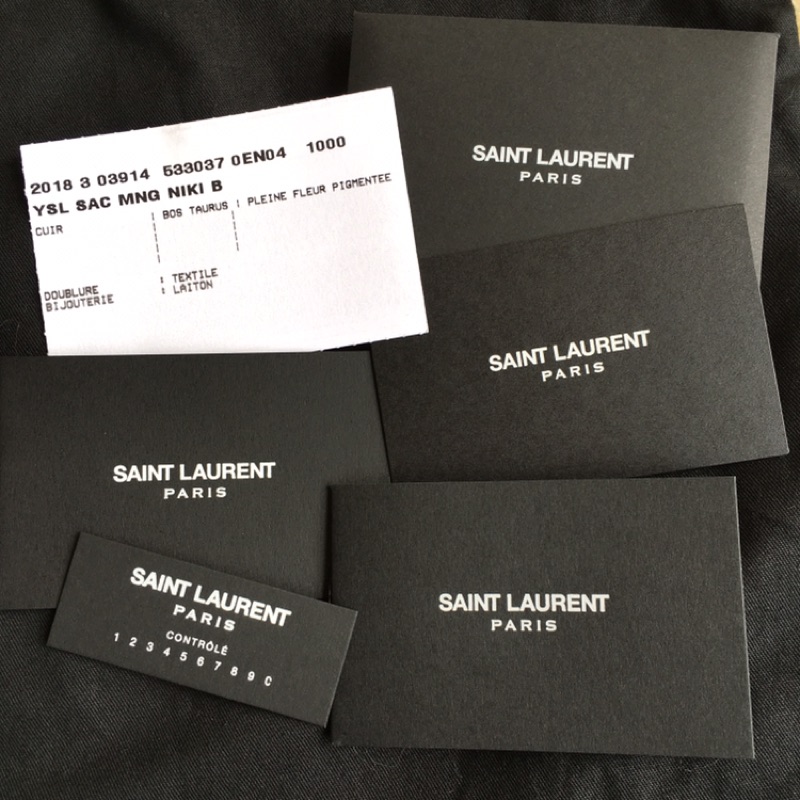 2018 3 03914 533037 0EN04 1000
YSL SAC MNG NIKI B
CUIR | BOS TAURUS | PLEINE FLEUR PIGMENTEE
DOUBLURE : TEXTILE
BIJOUTERIE : LAITON
SAINT LAURENT
PARIS
SAINT LAURENT
PARIS
SAINT LAURENT
PARIS
SAINT LAURENT
PARIS
CONTRÔLÉ
1 2 3 4 5 6 7 8 9 0
SAINT LAURENT
PARIS